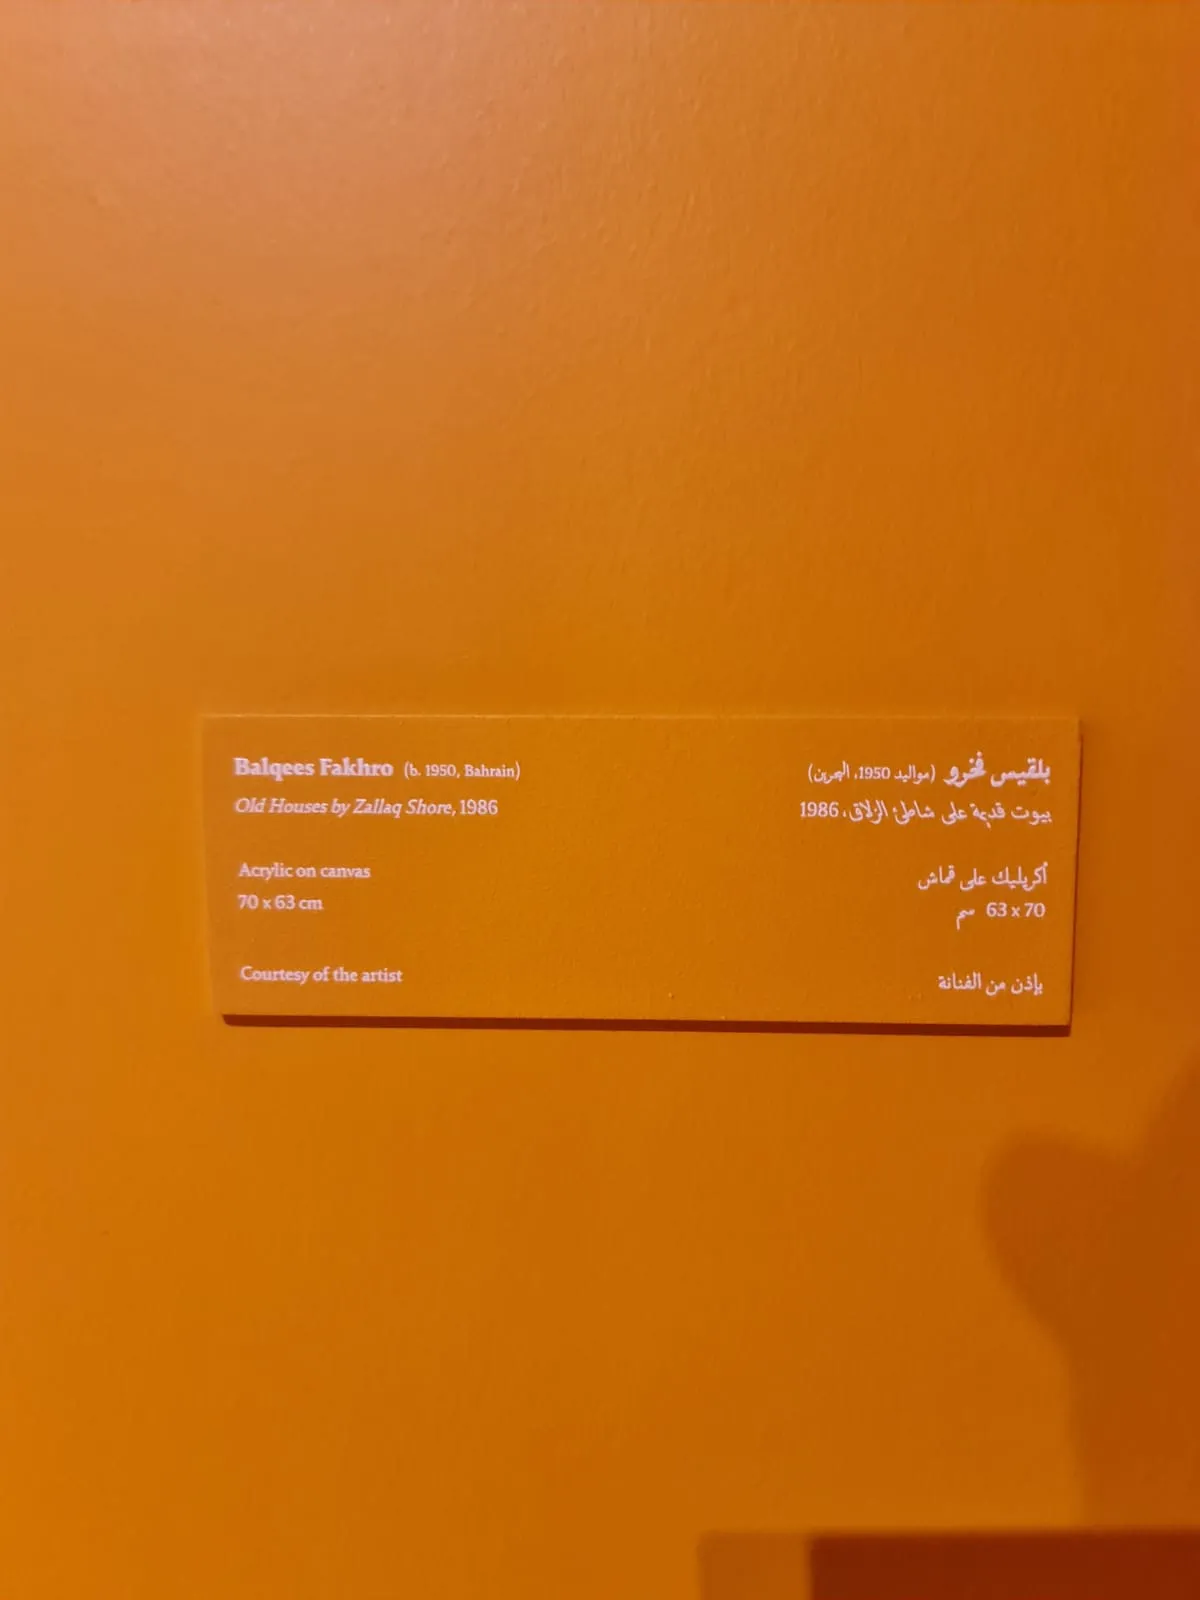 Balqees Fakhro (b. 1950, Bahrain)
Old Houses by Zallaq Shore, 1986
Acrylic on canvas
70 x 63 cm
Courtesy of the artist
بلقيس فخرو (مواليد 1950، البحرين)
بيوت قديمة على شاطئ الزلاق، 1986
أكريليك على قماش
63 x 70 سم
بإذن من الفنانة